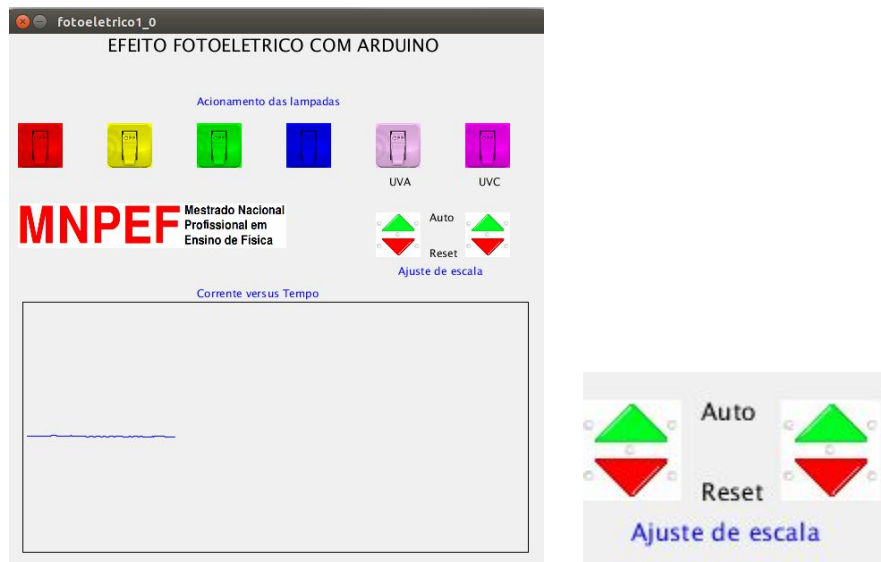 fotoeletrico1_0
EFEITO FOTOELETRICO COM ARDUINO
Acionamento das lampadas
UVA
UVC
MNPEF
Mestrado Nacional
Profissional em
Ensino de Física
Auto
Reset
Ajuste de escala
Corrente versus Tempo
Auto
Reset
Ajuste de escala